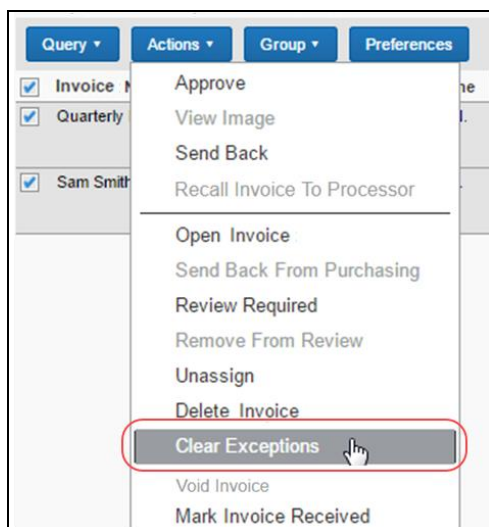 Query Actions Group Preferences
Invoice
Quarterly
Sam Smith
Approve
View Image
Send Back
Recall Invoice To Processor
Open Invoice
Send Back From Purchasing
Review Required
Remove From Review
Unassign
Delete Invoice
Clear Exceptions
Void Invoice
Mark Invoice Received